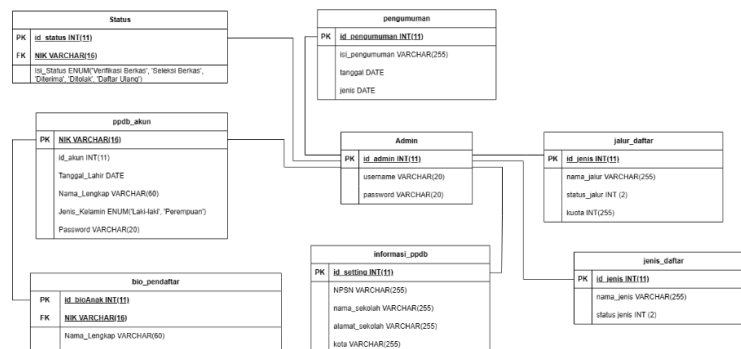 Status
PK id_status INT(11)
FK NIK VARCHAR(16)
Isi_Status ENUM('Verifikasi Berkas', 'Seleksi Berkas',
'Diterima', 'Ditolak', 'Daftar Ulang')
pengumuman
PK id_pengumuman INT(11)
isi_pengumuman VARCHAR(255)
tanggal DATE
jenis DATE
ppdb_akun
PK NIK VARCHAR(16)
id_akun INT(11)
Tanggal_Lahir DATE
Nama_Lengkap VARCHAR(60)
Jenis_Kelamin ENUM('Laki-laki', 'Perempuan')
Password VARCHAR(20)
Admin
PK id_admin INT(11)
username VARCHAR(20)
password VARCHAR(20)
jalur_daftar
PK id_jenis INT(11)
nama_jalur VARCHAR(255)
status_jalur INT (2)
kuota INT(255)
bio_pendaftar
PK id_bioAnak INT(11)
FK NIK VARCHAR(16)
Nama_Lengkap VARCHAR(60)
informasi_ppdb
PK id_setting INT(11)
NPSN VARCHAR(255)
nama_sekolah VARCHAR(255)
alamat_sekolah VARCHAR(255)
kota VARCHAR(255)
jenis_daftar
PK id_jenis INT(11)
nama_jenis VARCHAR(255)
status jenis INT (2)